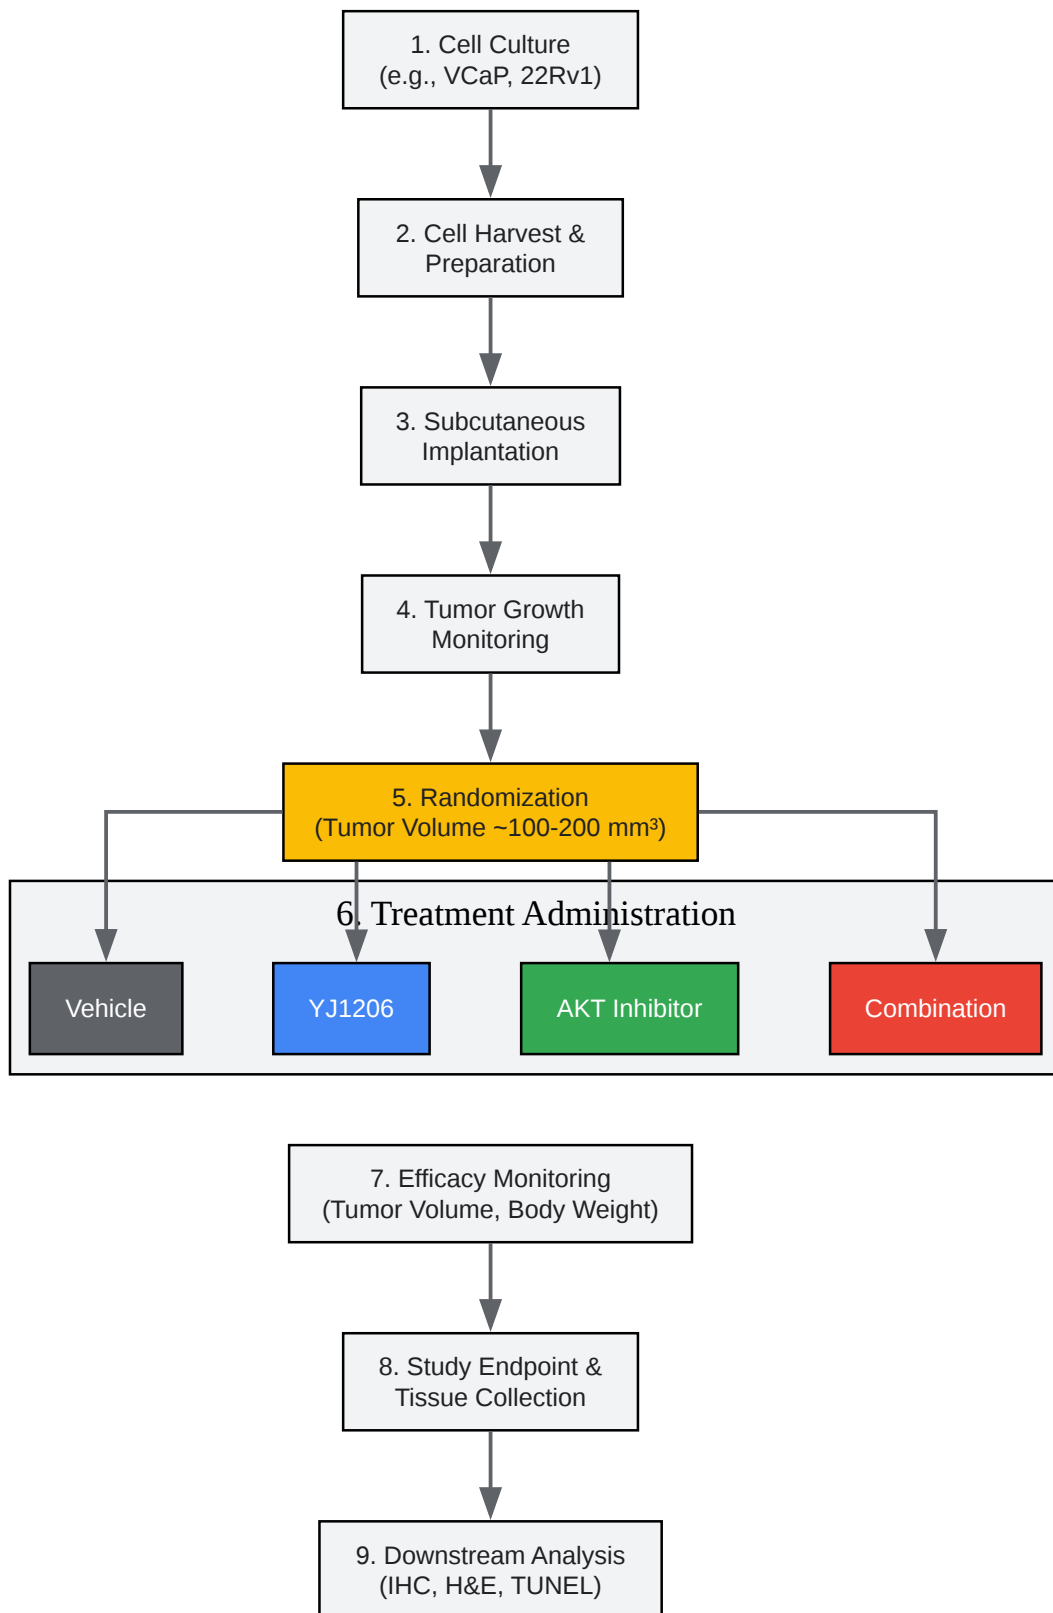 1. Cell Culture
(e.g., VCaP, 22Rv1)
2. Cell Harvest &
Preparation
3. Subcutaneous
Implantation
4. Tumor Growth
Monitoring
5. Randomization
(Tumor Volume ~100-200 mm³)
6. Treatment Administration
Vehicle
YJ1206
AKT Inhibitor
Combination
7. Efficacy Monitoring
(Tumor Volume, Body Weight)
8. Study Endpoint &
Tissue Collection
9. Downstream Analysis
(IHC, H&E, TUNEL)